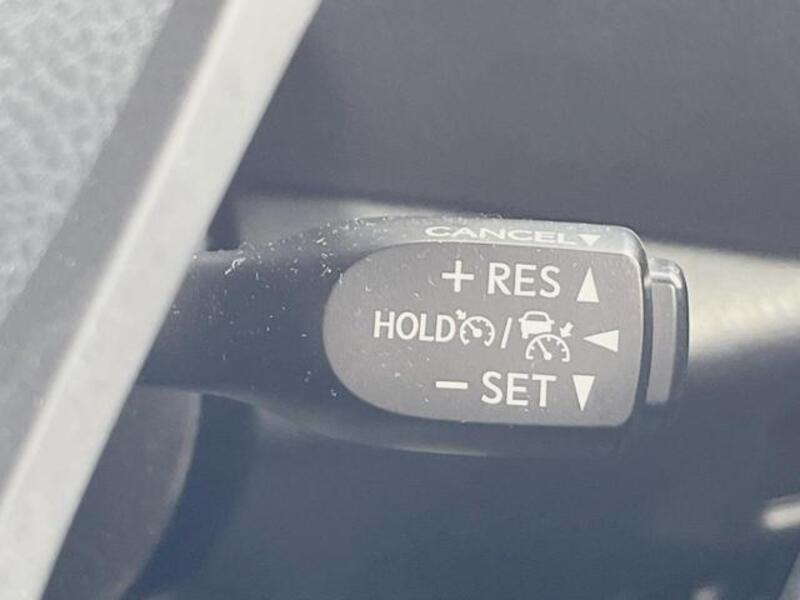 CANCEL▼
+ RES ▲
HOLD / ◀
− SET ▼